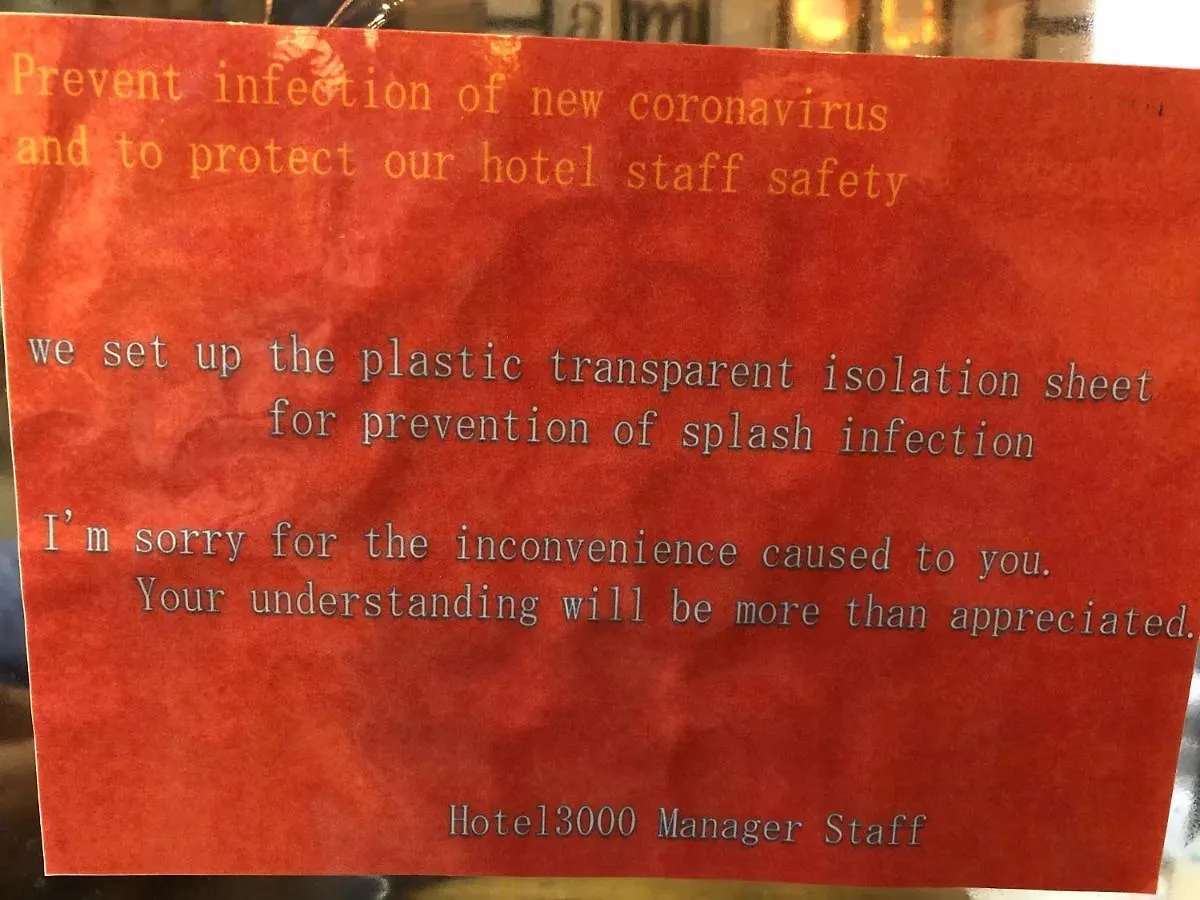 am
Prevent infection of new coronavirus
and to protect our hotel staff safety
we set up the plastic transparent isolation sheet
for prevention of splash infection
I'm sorry for the inconvenience caused to you.
Your understanding will be more than appreciated.
Hotel3000 Manager Staff